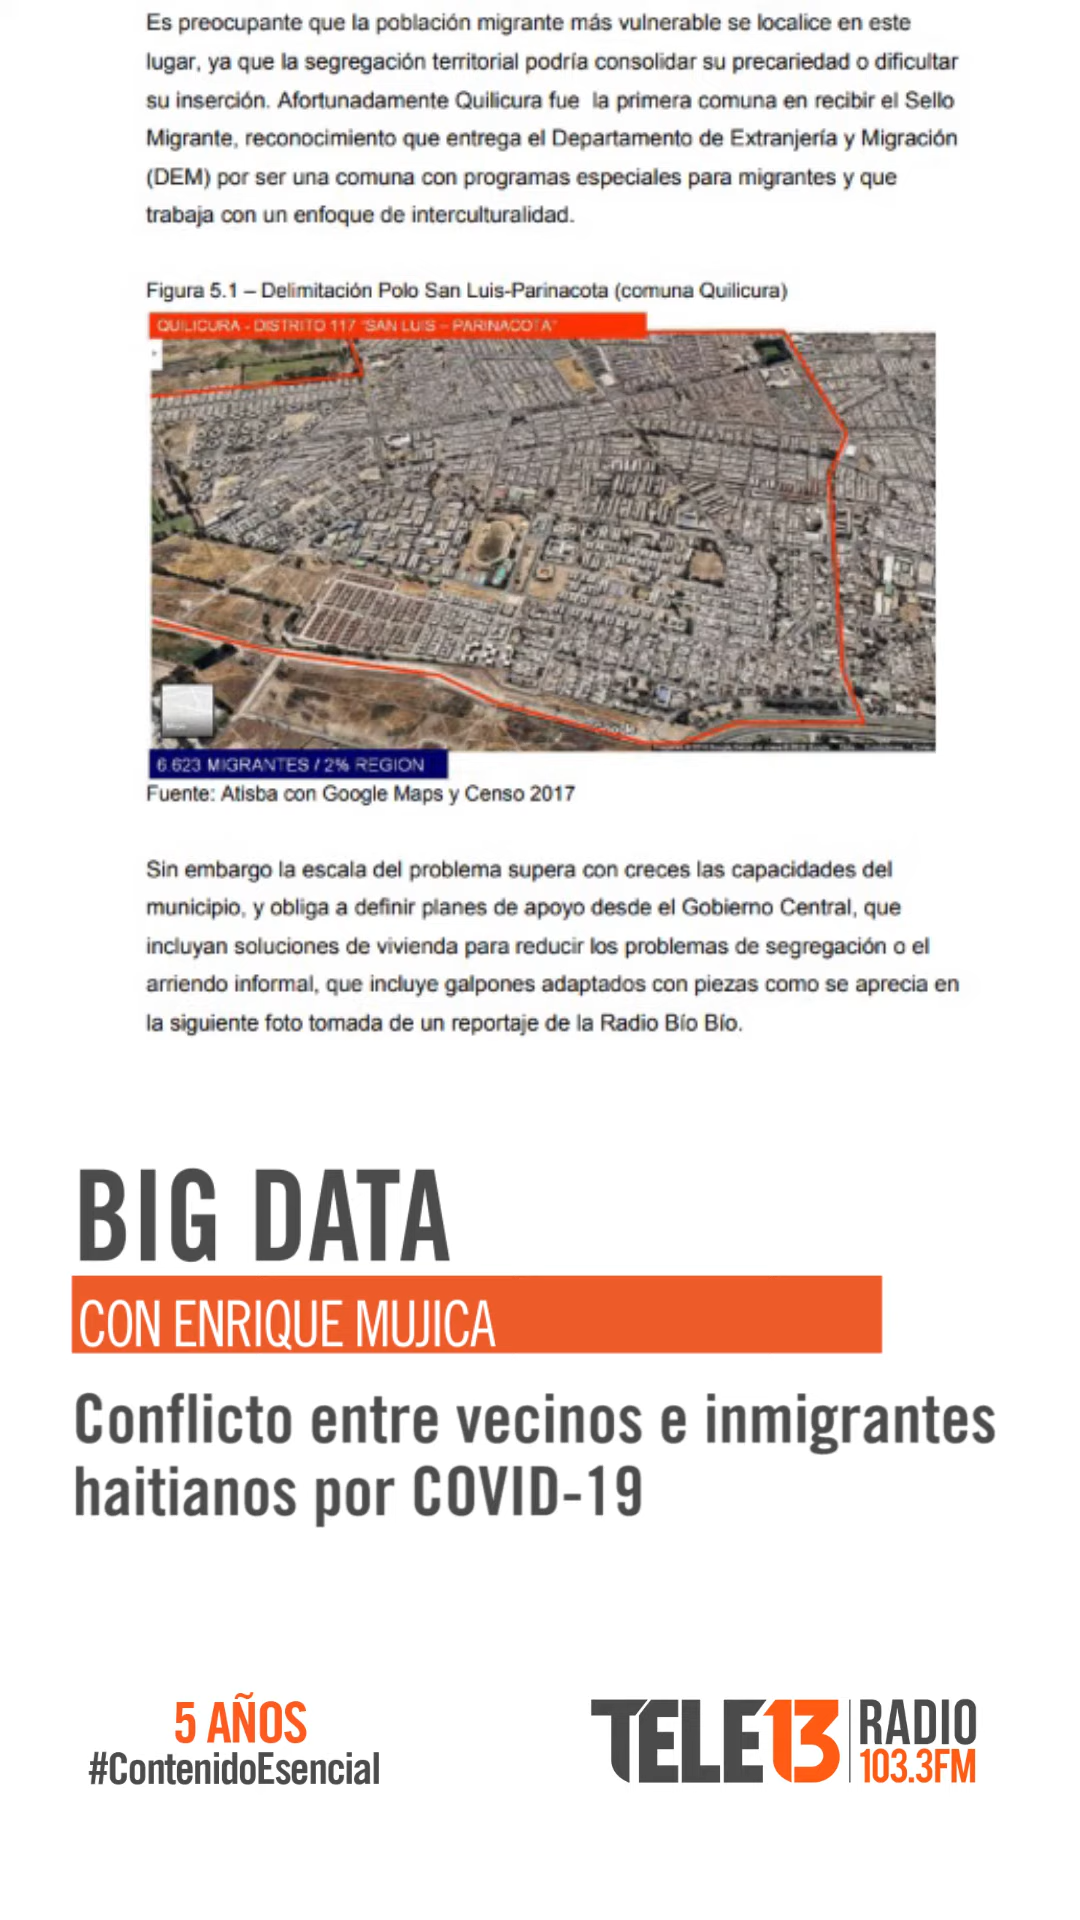 Es preocupante que la población migrante más vulnerable se localice en este
lugar, ya que la segregación territorial podría consolidar su precariedad o dificultar
su inserción. Afortunadamente Quilicura fue la primera comuna en recibir el Sello
Migrante, reconocimiento que entrega el Departamento de Extranjería y Migración
(DEM) por ser una comuna con programas especiales para migrantes y que
trabaja con un enfoque de interculturalidad.
Figura 5.1 – Delimitación Polo San Luis-Parinacota (comuna Quilicura)
QUILICURA - DISTRITO 117 "SAN LUIS – PARINACOTA"
Google
6.623 MIGRANTES / 2% REGION
Fuente: Atisba con Google Maps y Censo 2017
Sin embargo la escala del problema supera con creces las capacidades del
municipio, y obliga a definir planes de apoyo desde el Gobierno Central, que
incluyan soluciones de vivienda para reducir los problemas de segregación o el
arriendo informal, que incluye galpones adaptados con piezas como se aprecia en
la siguiente foto tomada de un reportaje de la Radio Bío Bío.
BIG DATA
CON ENRIQUE MUJICA
Conflicto entre vecinos e inmigrantes
haitianos por COVID-19
5 AÑOS
#ContenidoEsencial
TELE13 RADIO
103.3FM